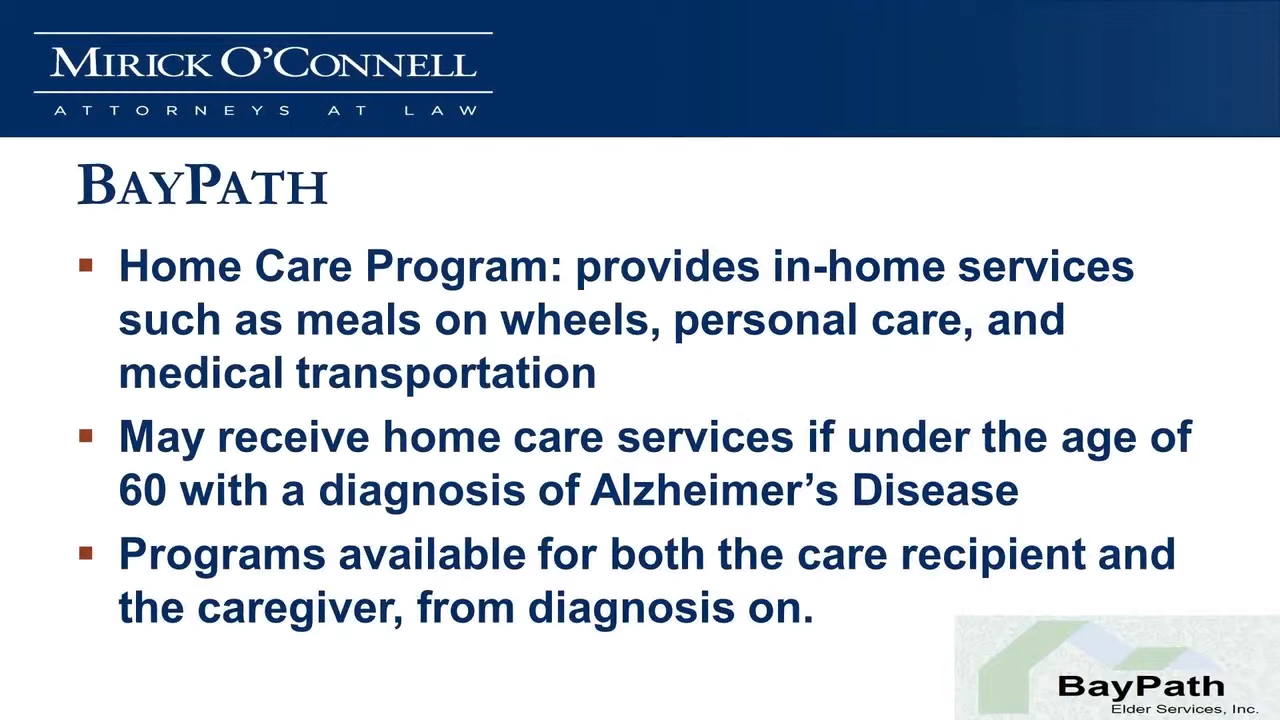 MIRICK O'CONNELL
ATTORNEYS AT LAW
BAYPATH
▪ Home Care Program: provides in-home services
such as meals on wheels, personal care, and
medical transportation
▪ May receive home care services if under the age of
60 with a diagnosis of Alzheimer’s Disease
▪ Programs available for both the care recipient and
the caregiver, from diagnosis on.
BayPath
Elder Services, Inc.